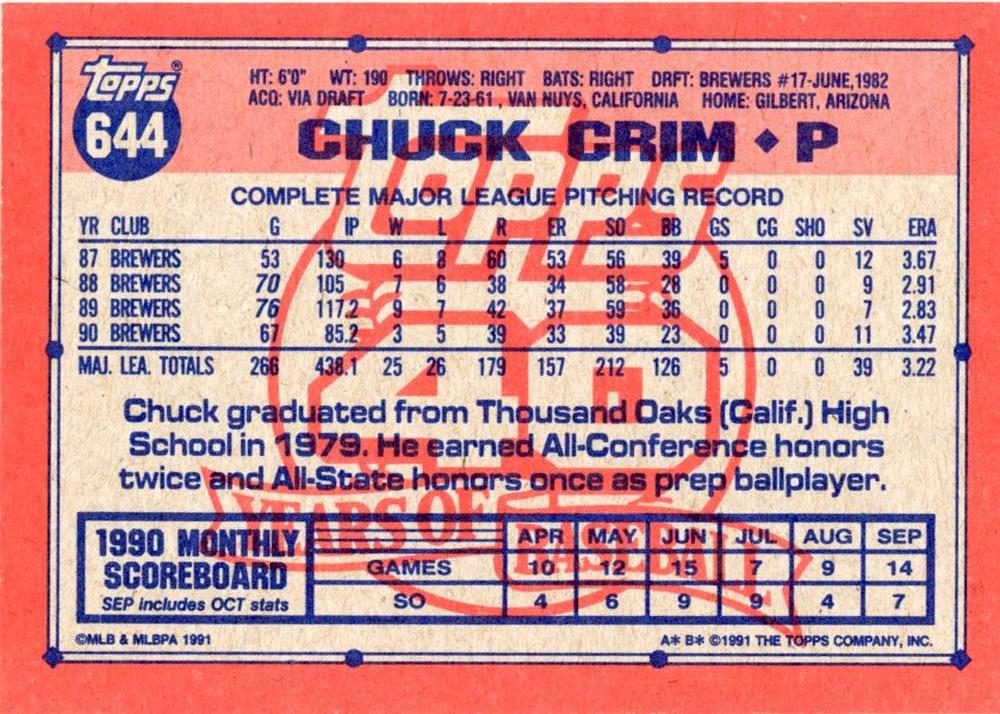 TOPPS®
644
HT: 6'0" WT: 190 THROWS: RIGHT BATS: RIGHT DRFT: BREWERS #17-JUNE,1982
ACQ: VIA DRAFT BORN: 7-23-61, VAN NUYS, CALIFORNIA HOME: GILBERT, ARIZONA
CHUCK CRIM ◆ P
COMPLETE MAJOR LEAGUE PITCHING RECORD
YR CLUB G IP W L R ER SO BB GS CG SHO SV ERA
87 BREWERS 53 130 6 8 60 53 56 39 5 0 0 12 3.67
88 BREWERS 70 105 7 6 38 34 58 28 0 0 0 9 2.91
89 BREWERS 76 117.2 9 7 42 37 59 36 0 0 0 7 2.83
90 BREWERS 67 85.2 3 5 39 33 39 23 0 0 0 11 3.47
MAJ. LEA. TOTALS 266 438.1 25 26 179 157 212 126 5 0 0 39 3.22
TOPPS
40
YEARS OF
BASEBALL
Chuck graduated from Thousand Oaks (Calif.) High
School in 1979. He earned All-Conference honors
twice and All-State honors once as prep ballplayer.
1990 MONTHLY
SCOREBOARD
SEP includes OCT stats
APR MAY JUN JUL AUG SEP
GAMES 10 12 15 7 9 14
SO 4 6 9 9 4 7
©MLB & MLBPA 1991
A* B* ©1991 THE TOPPS COMPANY, INC.